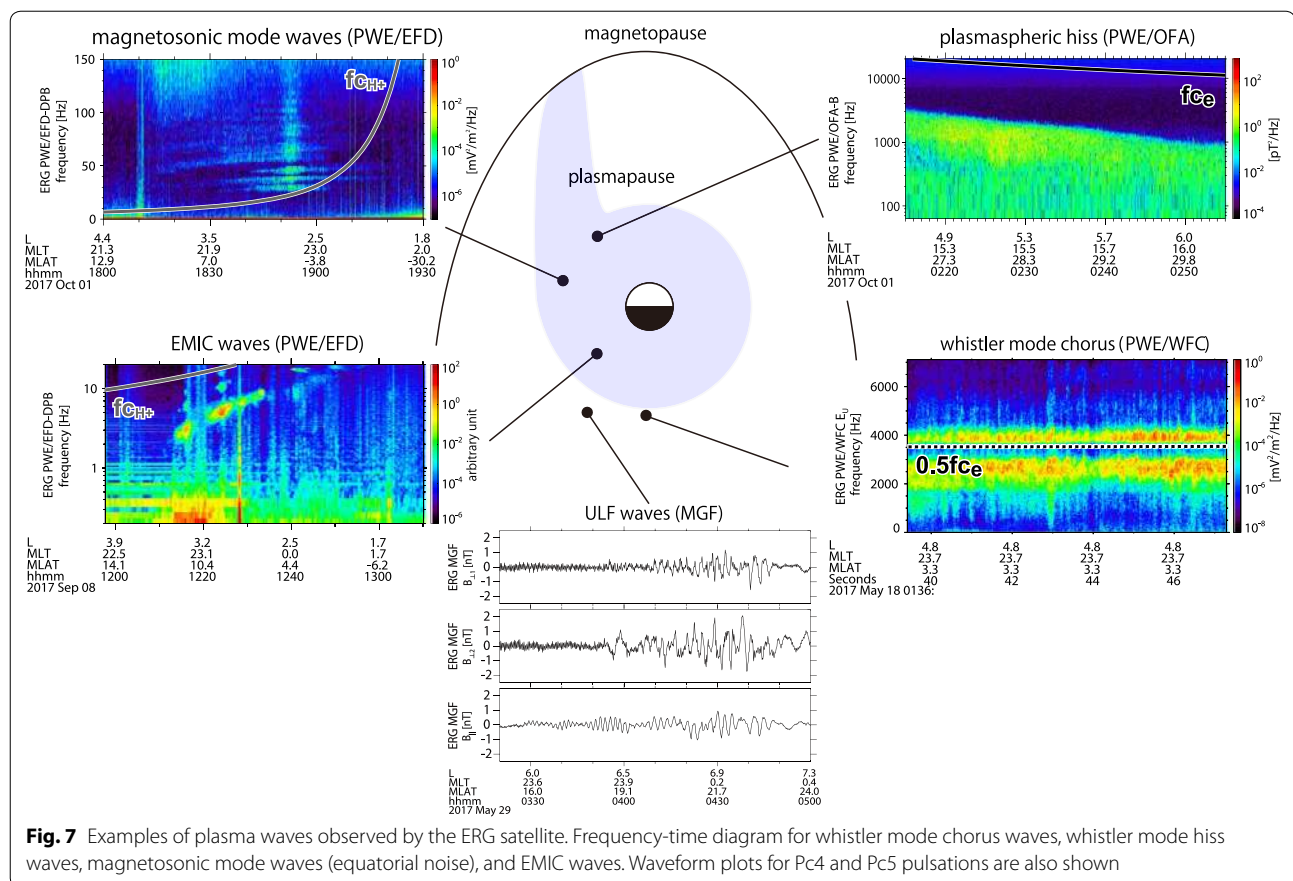 magnetosonic mode waves (PWE/EFD)
ERG PWE/EFD-DPB
frequency [Hz]
150
100
50
0
fcH+
10^0
10^-2
10^-4
10^-6
[mV²/m²/Hz]
L 4.4 3.5 2.5 1.8
MLT 21.3 21.9 23.0 2.0
MLAT 12.9 7.0 -3.8 -30.2
hhmm 1800 1830 1900 1930
2017 Oct 01
magnetopause
plasmapause
plasmaspheric hiss (PWE/OFA)
ERG PWE/OFA-B
frequency [Hz]
10000
1000
100
fce
10^2
10^0
10^-2
10^-4
[pT²/Hz]
L 4.9 5.3 5.7 6.0
MLT 15.3 15.5 15.7 16.0
MLAT 27.3 28.3 29.2 29.8
hhmm 0220 0230 0240 0250
2017 Oct 01
EMIC waves (PWE/EFD)
ERG PWE/EFD-DPB
frequency [Hz]
10
1
fcH+
10^2
10^0
10^-2
10^-4
10^-6
arbitrary unit
L 3.9 3.2 2.5 1.7
MLT 22.5 23.1 0.0 1.7
MLAT 14.1 10.4 4.4 -6.2
hhmm 1200 1220 1240 1300
2017 Sep 08
whistler mode chorus (PWE/WFC)
ERG PWE/WFC EU
frequency [Hz]
6000
4000
2000
0
0.5fce
10^0
10^-2
10^-4
10^-6
10^-8
[mV²/m²/Hz]
L 4.8 4.8 4.8 4.8
MLT 23.7 23.7 23.7 23.7
MLAT 3.3 3.3 3.3 3.3
Seconds 40 42 44 46
2017 May 18 0136:
ULF waves (MGF)
ERG MGF
B⊥1 [nT]
2
1
0
-1
-2
ERG MGF
B⊥2 [nT]
2
1
0
-1
-2
ERG MGF
B|| [nT]
2
1
0
-1
-2
L 6.0 6.5 6.9 7.3
MLT 23.6 23.9 0.2 0.4
MLAT 16.0 19.1 21.7 24.0
hhmm 0330 0400 0430 0500
2017 May 29
Fig. 7 Examples of plasma waves observed by the ERG satellite. Frequency-time diagram for whistler mode chorus waves, whistler mode hiss
waves, magnetosonic mode waves (equatorial noise), and EMIC waves. Waveform plots for Pc4 and Pc5 pulsations are also shown